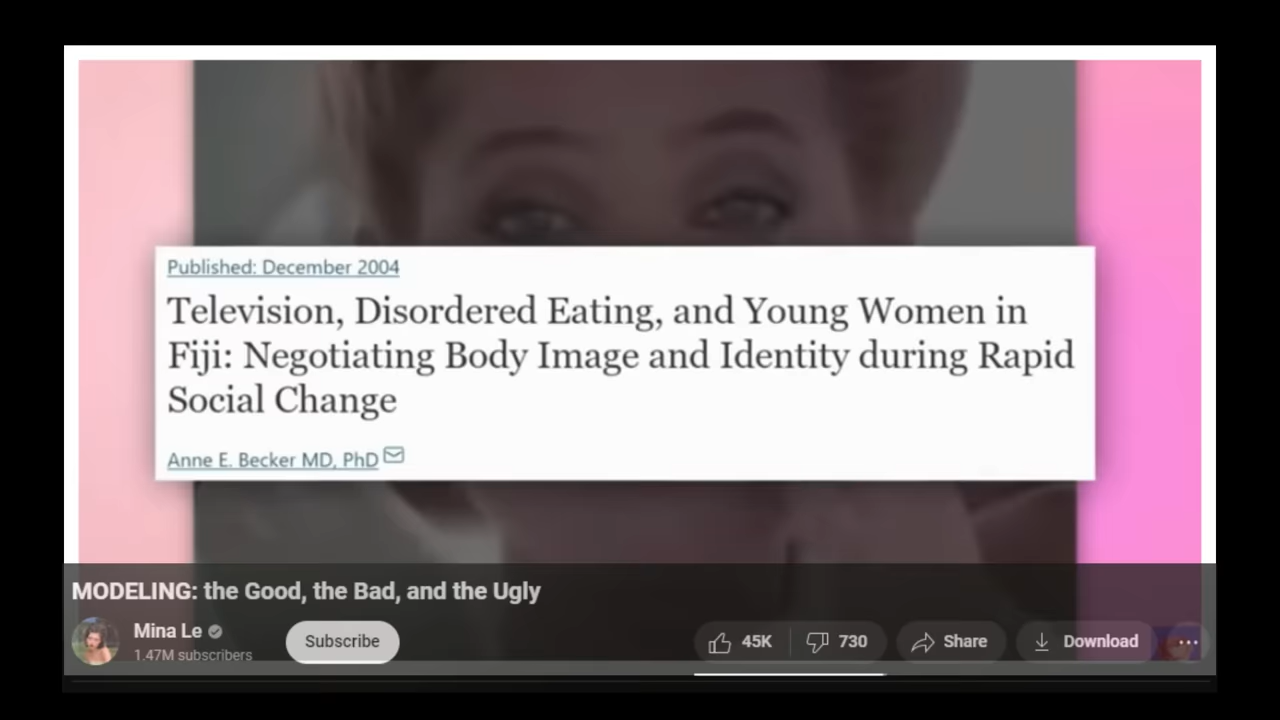 Published: December 2004
Television, Disordered Eating, and Young Women in
Fiji: Negotiating Body Image and Identity during Rapid
Social Change
Anne E. Becker MD, PhD
MODELING: the Good, the Bad, and the Ugly
Mina Le
1.47M subscribers
Subscribe
45K
730
Share
Download